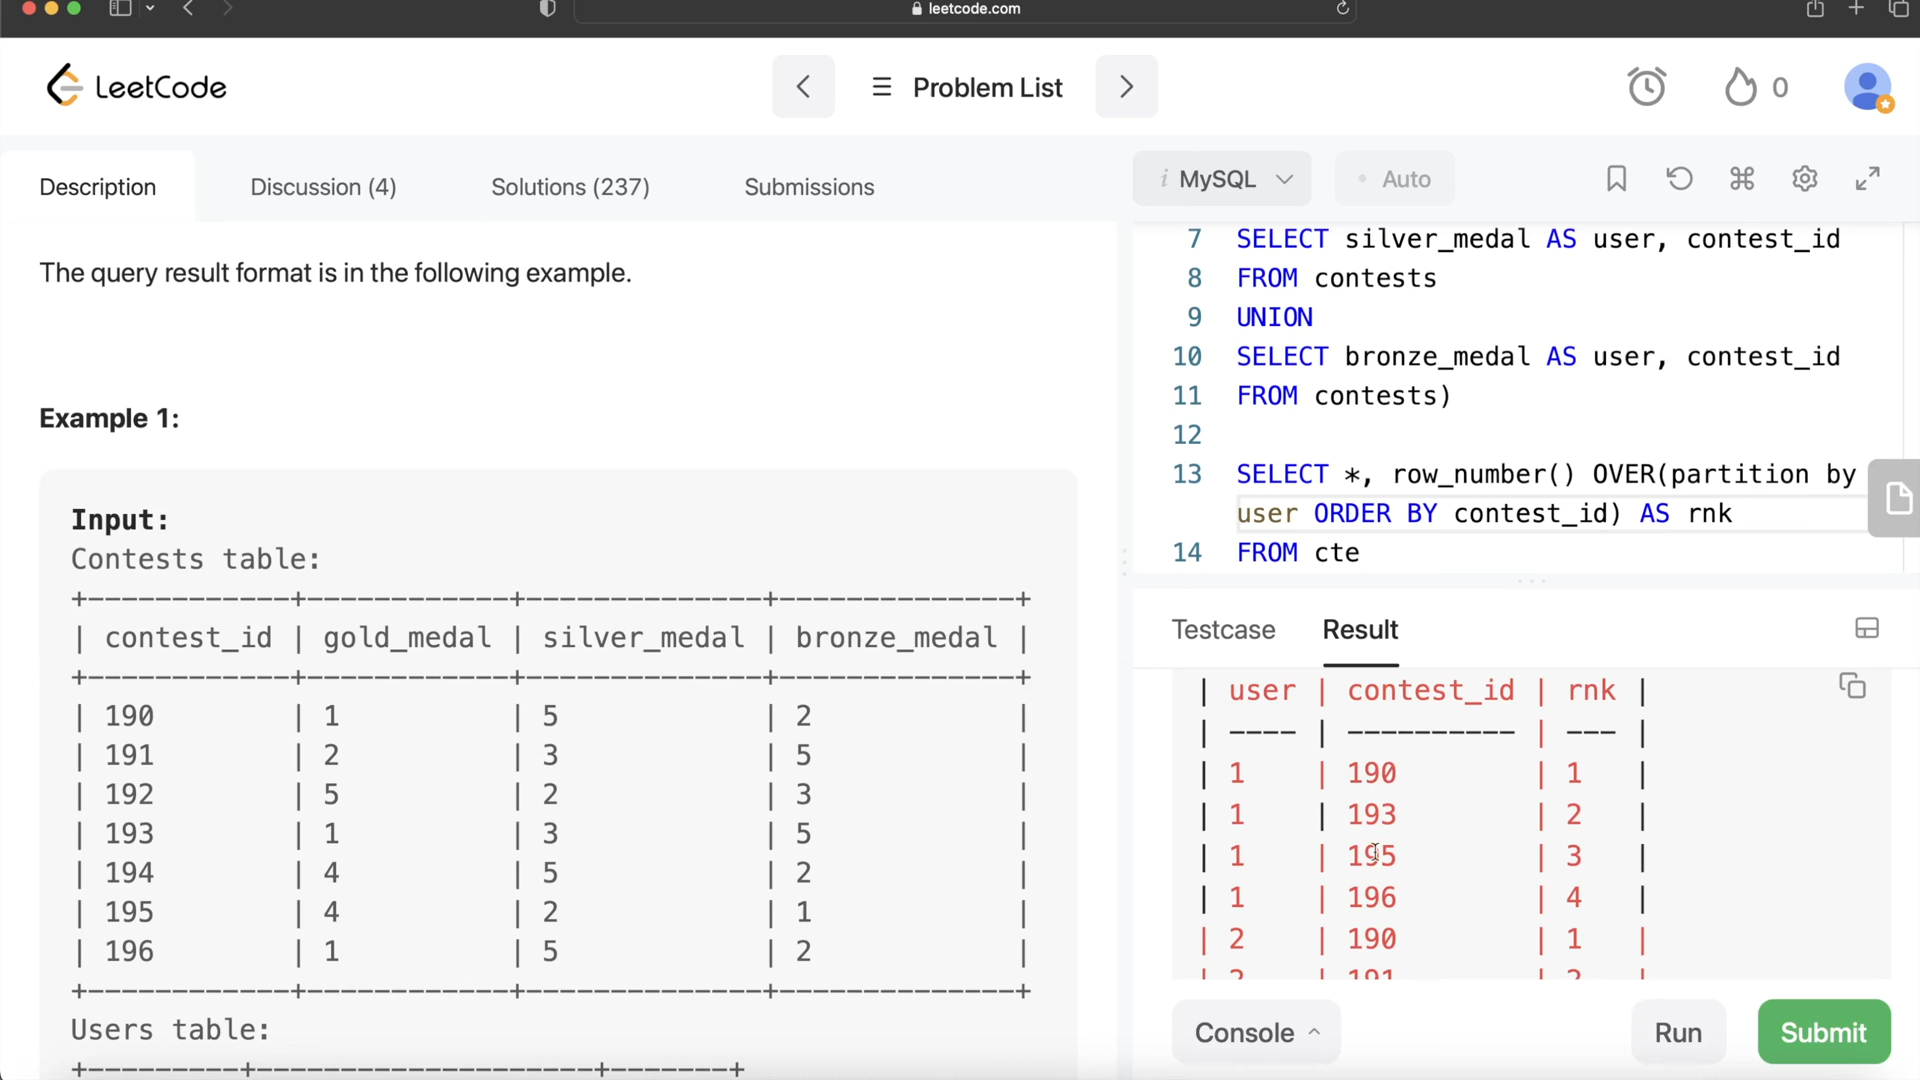 leetcode.com
LeetCode
Problem List
0
Description
Discussion (4)
Solutions (237)
Submissions
i MySQL
• Auto
The query result format is in the following example.
Example 1:
Input:
Contests table:
+------------+------------+--------------+--------------+
| contest_id | gold_medal | silver_medal | bronze_medal |
+------------+------------+--------------+--------------+
| 190        | 1          | 5            | 2            |
| 191        | 2          | 3            | 5            |
| 192        | 5          | 2            | 3            |
| 193        | 1          | 3            | 5            |
| 194        | 4          | 5            | 2            |
| 195        | 4          | 2            | 1            |
| 196        | 1          | 5            | 2            |
+------------+------------+--------------+--------------+
Users table:
+---------+--------------------+-------+
7 SELECT silver_medal AS user, contest_id
8 FROM contests
9 UNION
10 SELECT bronze_medal AS user, contest_id
11 FROM contests)
12
13 SELECT *, row_number() OVER(partition by
user ORDER BY contest_id) AS rnk
14 FROM cte
Testcase
Result
| user | contest_id | rnk |
| ---- | ---------- | --- |
| 1    | 190        | 1   |
| 1    | 193        | 2   |
| 1    | 195        | 3   |
| 1    | 196        | 4   |
| 2    | 190        | 1   |
| 2    | 191        | 2   |
Console
Run
Submit